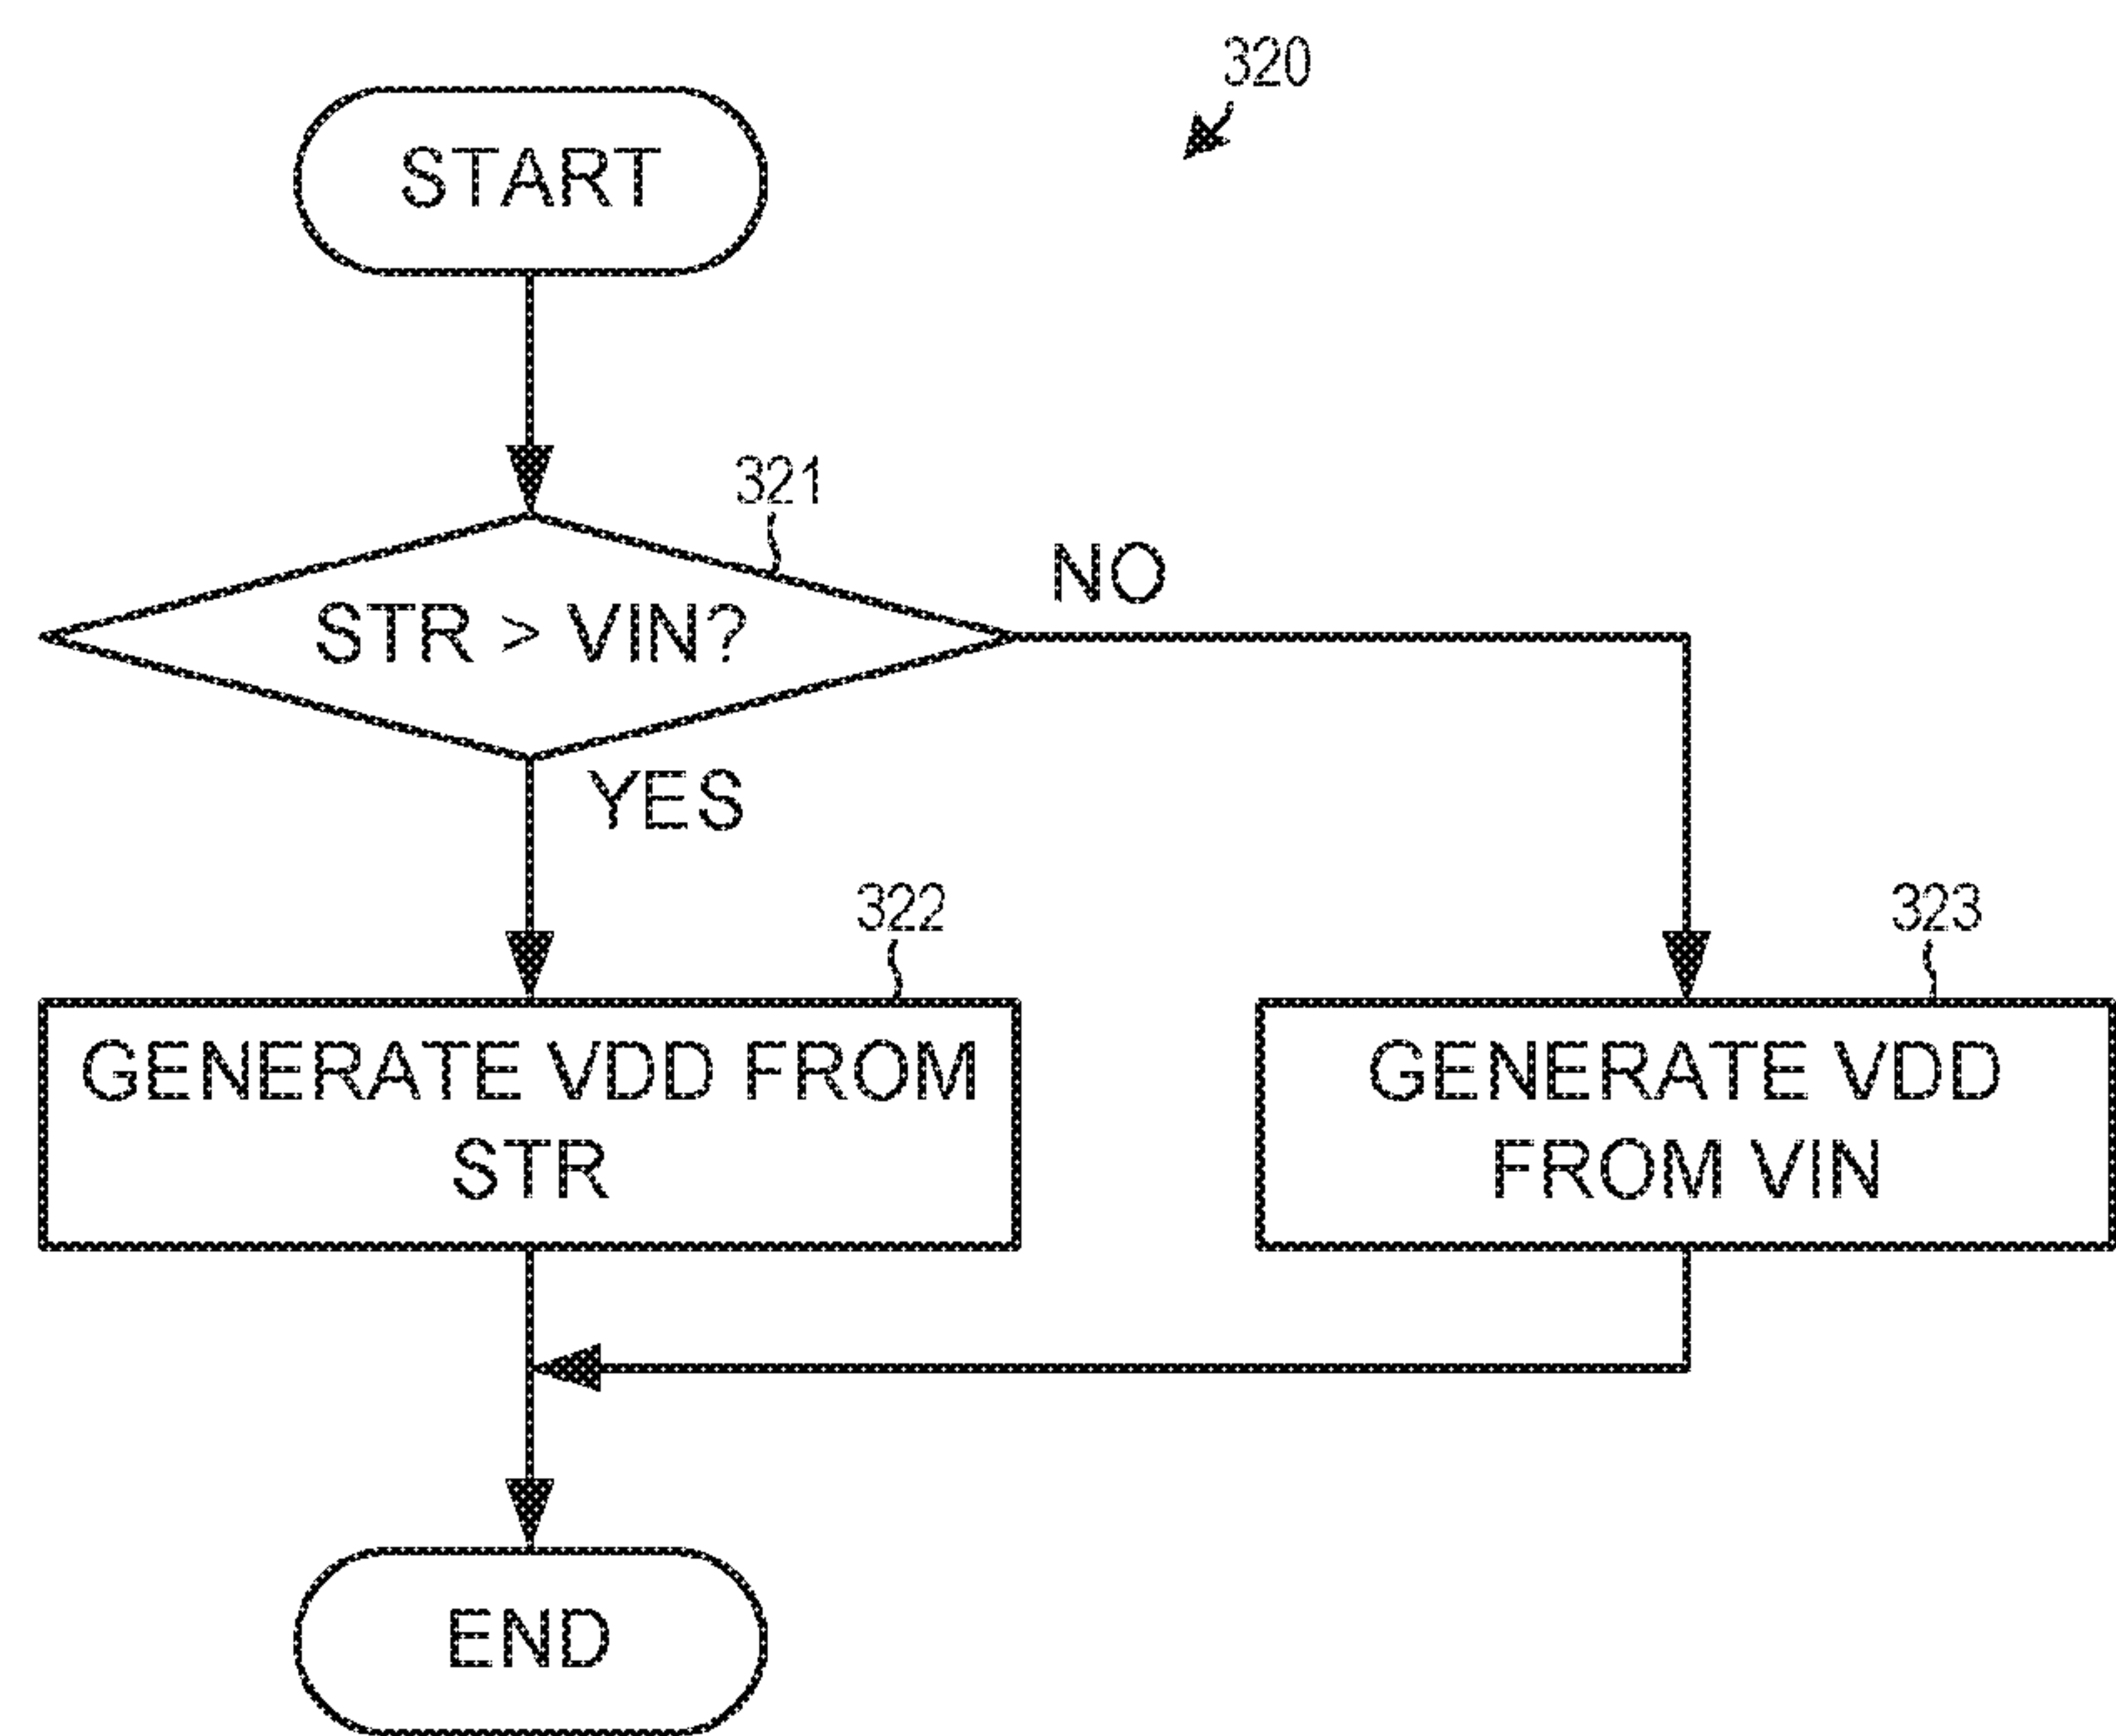 320
START
321
STR > VIN?
NO
YES
322
323
GENERATE VDD FROM
STR
GENERATE VDD
FROM VIN
END